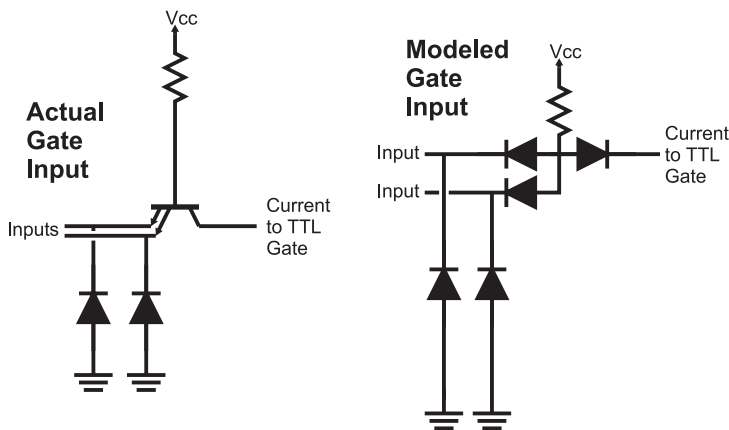 Vcc
Actual
Gate
Input
Inputs
Current
to TTL
Gate
Modeled
Gate
Input
Vcc
Input
Input
Current
to TTL
Gate